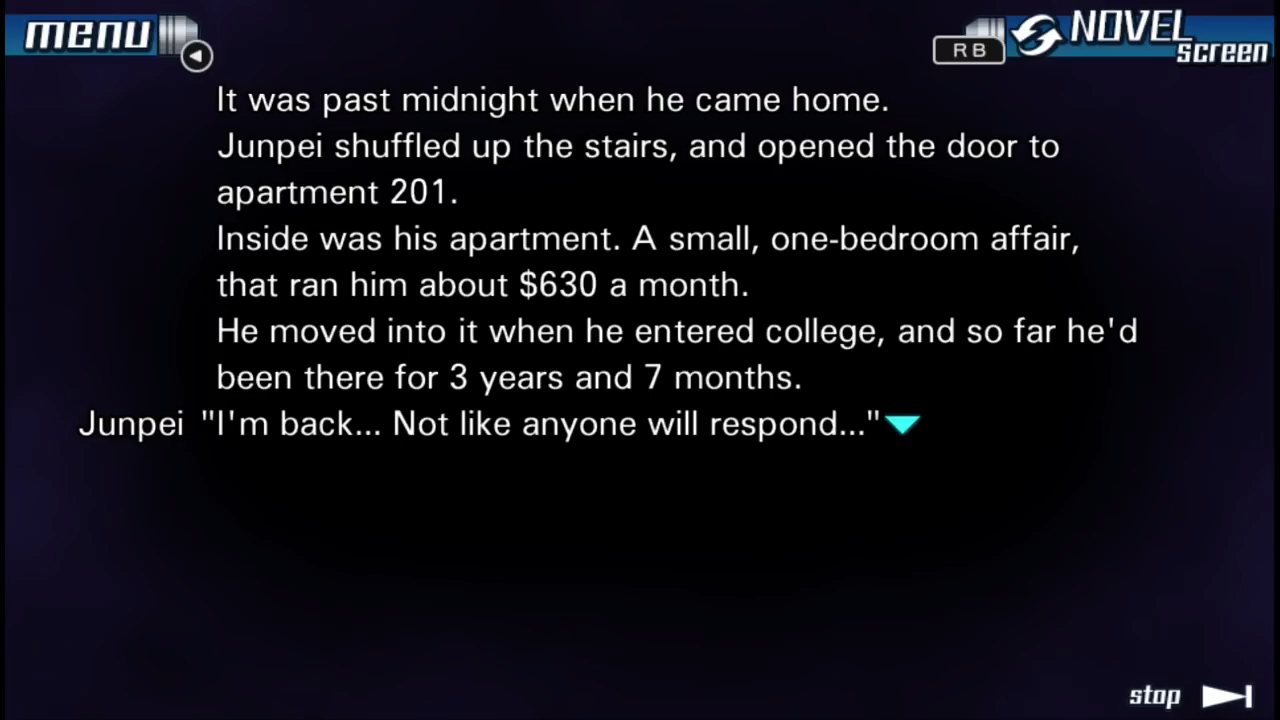 menu
RB
NOVEL
screen
It was past midnight when he came home.
Junpei shuffled up the stairs, and opened the door to
apartment 201.
Inside was his apartment. A small, one-bedroom affair,
that ran him about $630 a month.
He moved into it when he entered college, and so far he'd
been there for 3 years and 7 months.
Junpei "I'm back... Not like anyone will respond..."
stop